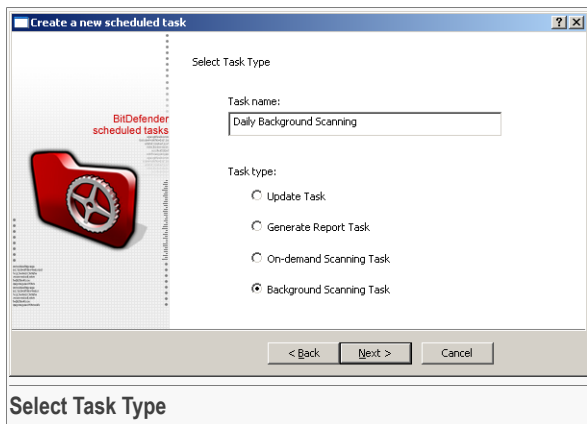 Create a new scheduled task
Select Task Type
BitDefender
scheduled tasks
Task name:
Daily Background Scanning
Task type:
Update Task
Generate Report Task
On-demand Scanning Task
Background Scanning Task
< Back
Next >
Cancel
Select Task Type